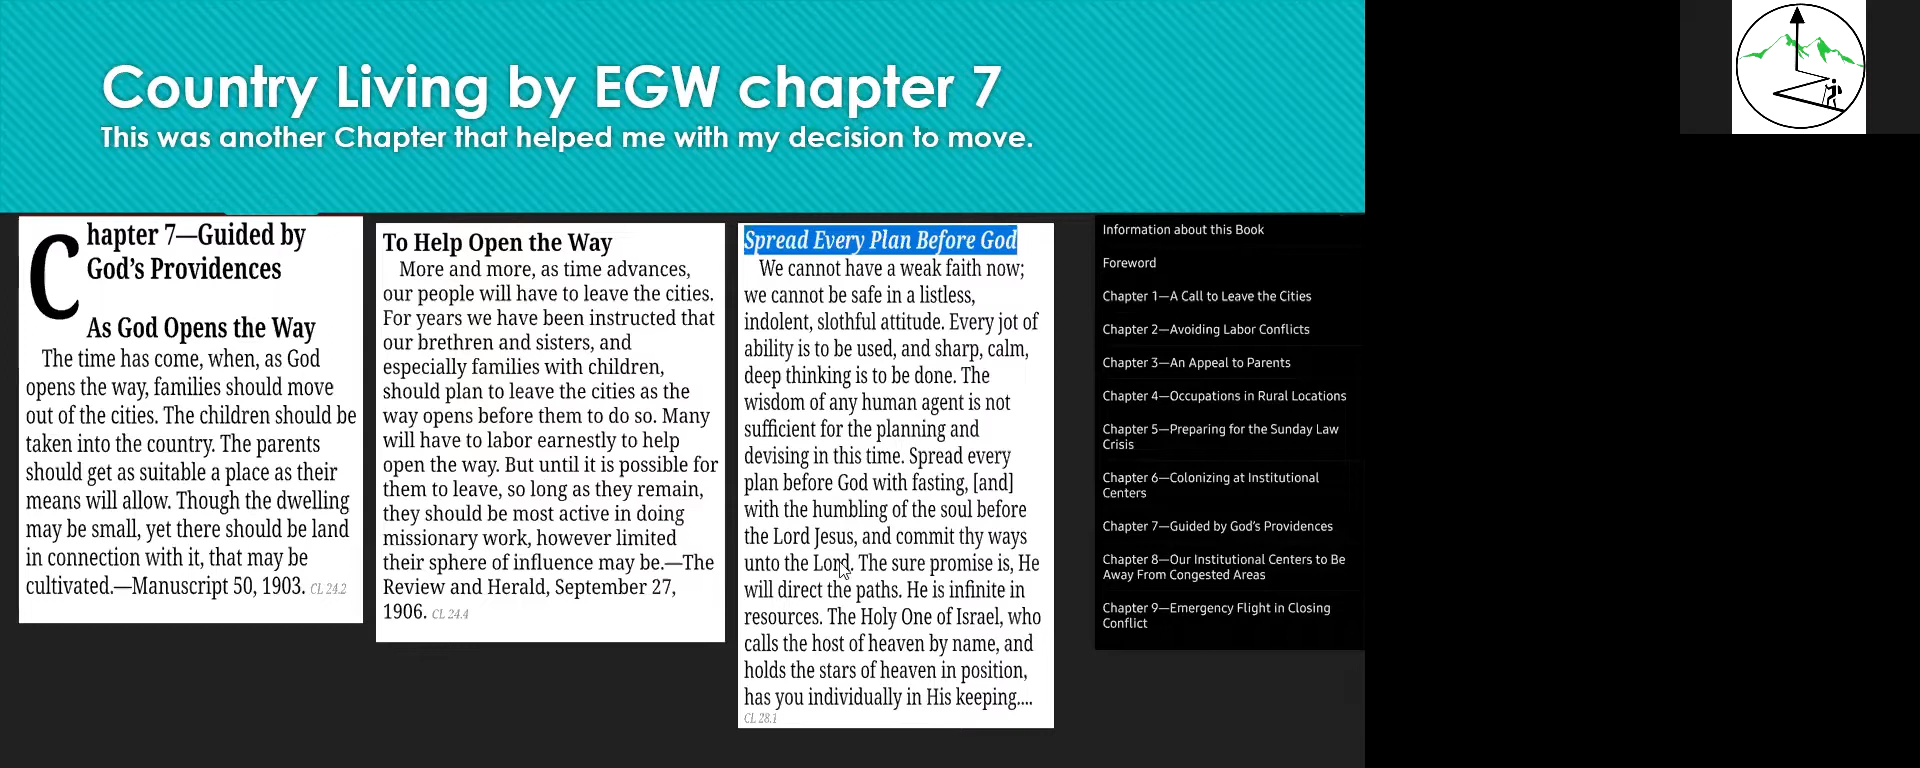 Country Living by EGW chapter 7
This was another Chapter that helped me with my decision to move.
Chapter 7—Guided by
God's Providences
As God Opens the Way
The time has come, when, as God
opens the way, families should move
out of the cities. The children should be
taken into the country. The parents
should get as suitable a place as their
means will allow. Though the dwelling
may be small, yet there should be land
in connection with it, that may be
cultivated.—Manuscript 50, 1903. CL 24.2
To Help Open the Way
More and more, as time advances,
our people will have to leave the cities.
For years we have been instructed that
our brethren and sisters, and
especially families with children,
should plan to leave the cities as the
way opens before them to do so. Many
will have to labor earnestly to help
open the way. But until it is possible for
them to leave, so long as they remain,
they should be most active in doing
missionary work, however limited
their sphere of influence may be.—The
Review and Herald, September 27,
1906. CL 24.4
Spread Every Plan Before God
We cannot have a weak faith now;
we cannot be safe in a listless,
indolent, slothful attitude. Every jot of
ability is to be used, and sharp, calm,
deep thinking is to be done. The
wisdom of any human agent is not
sufficient for the planning and
devising in this time. Spread every
plan before God with fasting, [and]
with the humbling of the soul before
the Lord Jesus, and commit thy ways
unto the Lord. The sure promise is, He
will direct the paths. He is infinite in
resources. The Holy One of Israel, who
calls the host of heaven by name, and
holds the stars of heaven in position,
has you individually in His keeping....
CL 28.1
Information about this Book
Foreword
Chapter 1—A Call to Leave the Cities
Chapter 2—Avoiding Labor Conflicts
Chapter 3—An Appeal to Parents
Chapter 4—Occupations in Rural Locations
Chapter 5—Preparing for the Sunday Law
Crisis
Chapter 6—Colonizing at Institutional
Centers
Chapter 7—Guided by God's Providences
Chapter 8—Our Institutional Centers to Be
Away From Congested Areas
Chapter 9—Emergency Flight in Closing
Conflict